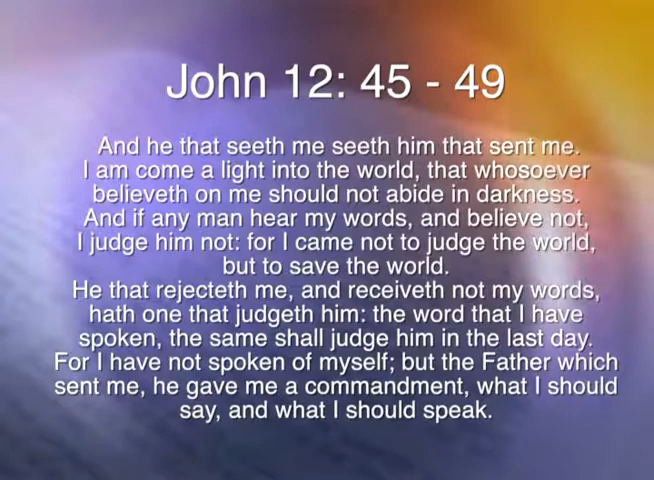 John 12: 45 - 49
And he that seeth me seeth him that sent me.
I am come a light into the world, that whosoever
believeth on me should not abide in darkness.
And if any man hear my words, and believe not,
I judge him not: for I came not to judge the world,
but to save the world.
He that rejecteth me, and receiveth not my words,
hath one that judgeth him: the word that I have
spoken, the same shall judge him in the last day.
For I have not spoken of myself; but the Father which
sent me, he gave me a commandment, what I should
say, and what I should speak.